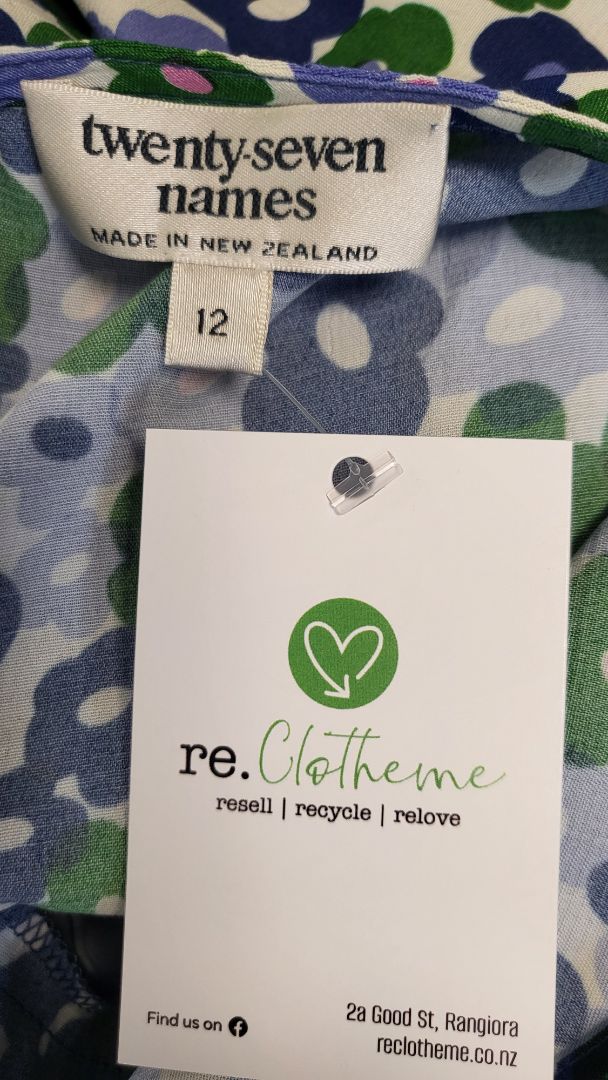 twenty-seven
names
MADE IN NEW ZEALAND
12
re.Clotheme
resell | recycle | relove
Find us on
2a Good St, Rangiora
reclotheme.co.nz